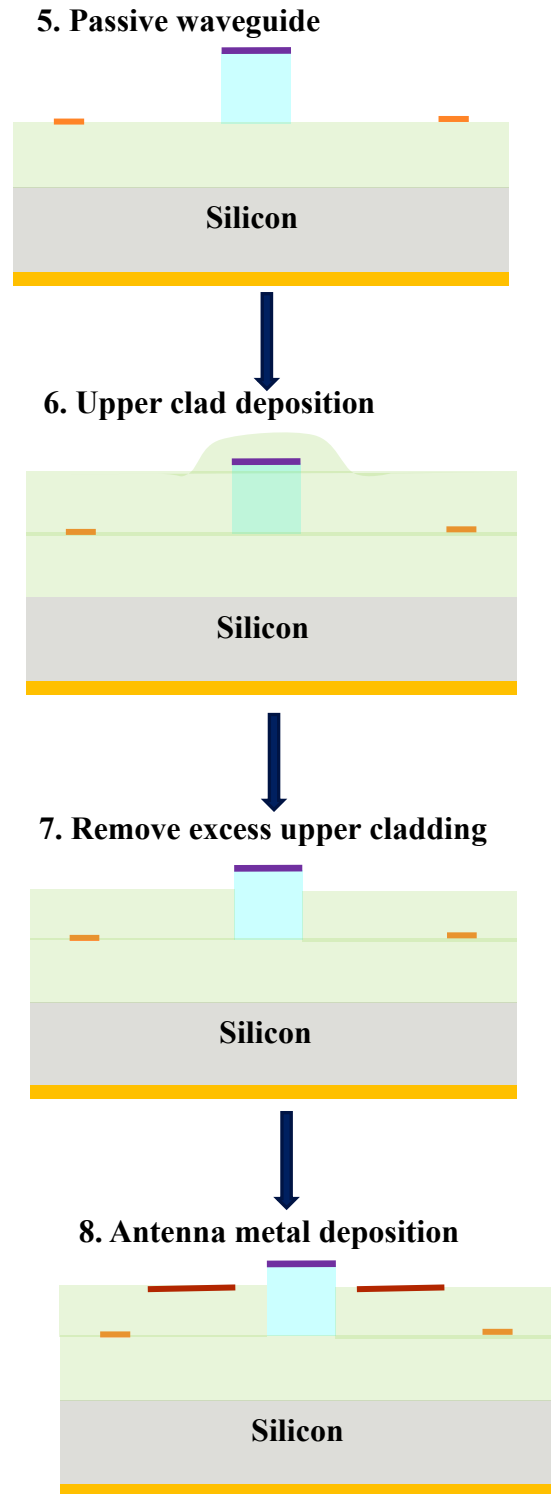 5. Passive waveguide
Silicon
6. Upper clad deposition
Silicon
7. Remove excess upper cladding
Silicon
8. Antenna metal deposition
Silicon